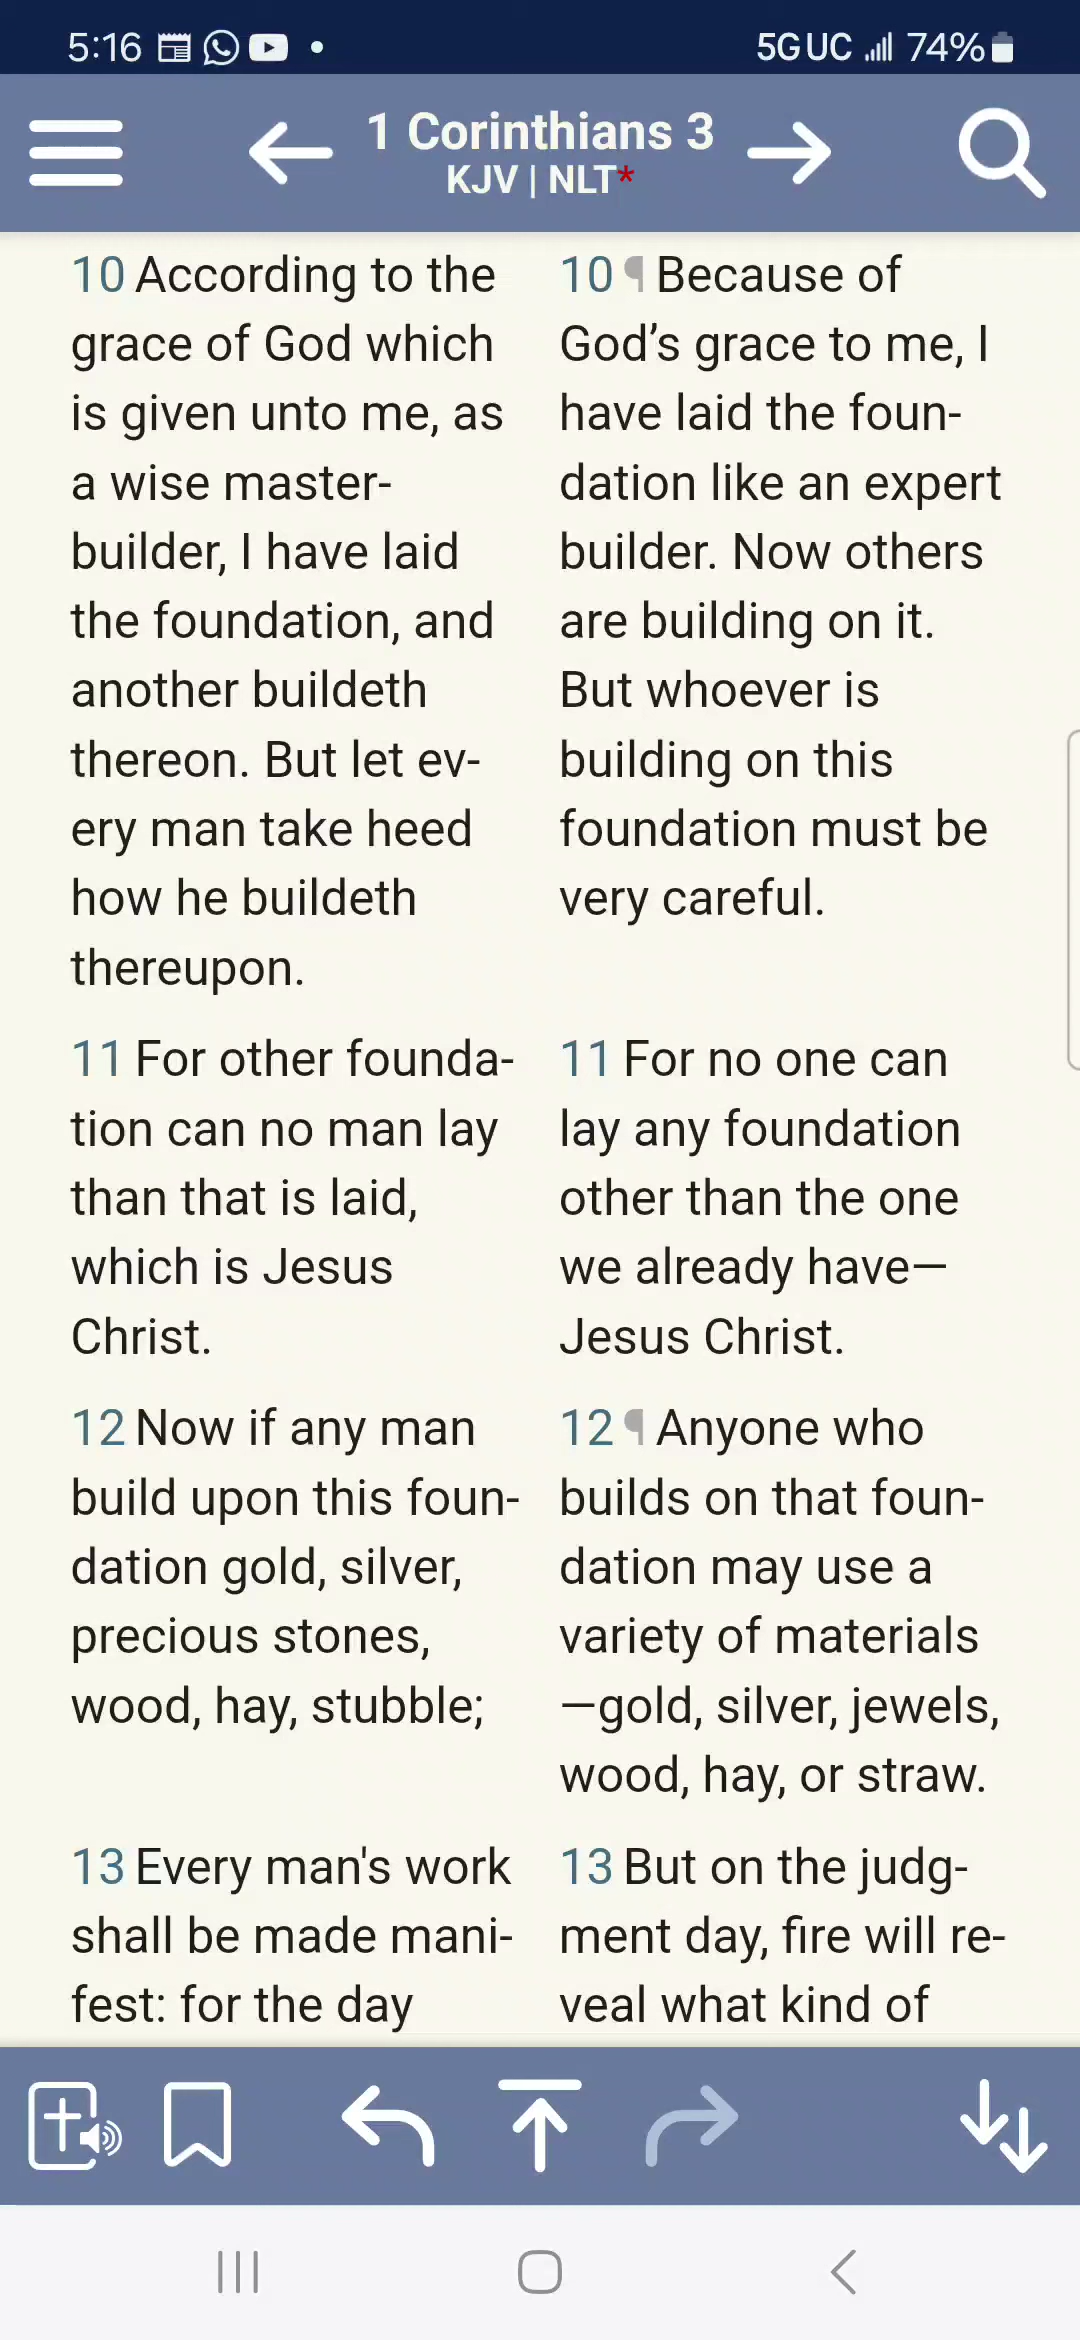 5:16
5G UC 74%
1 Corinthians 3
KJV | NLT*
10 According to the
grace of God which
is given unto me, as
a wise master-
builder, I have laid
the foundation, and
another buildeth
thereon. But let ev-
ery man take heed
how he buildeth
thereupon.
10 ¶ Because of
God’s grace to me, I
have laid the foun-
dation like an expert
builder. Now others
are building on it.
But whoever is
building on this
foundation must be
very careful.
11 For other founda-
tion can no man lay
than that is laid,
which is Jesus
Christ.
11 For no one can
lay any foundation
other than the one
we already have—
Jesus Christ.
12 Now if any man
build upon this foun-
dation gold, silver,
precious stones,
wood, hay, stubble;
12 ¶ Anyone who
builds on that foun-
dation may use a
variety of materials
—gold, silver, jewels,
wood, hay, or straw.
13 Every man's work
shall be made mani-
fest: for the day
13 But on the judg-
ment day, fire will re-
veal what kind of